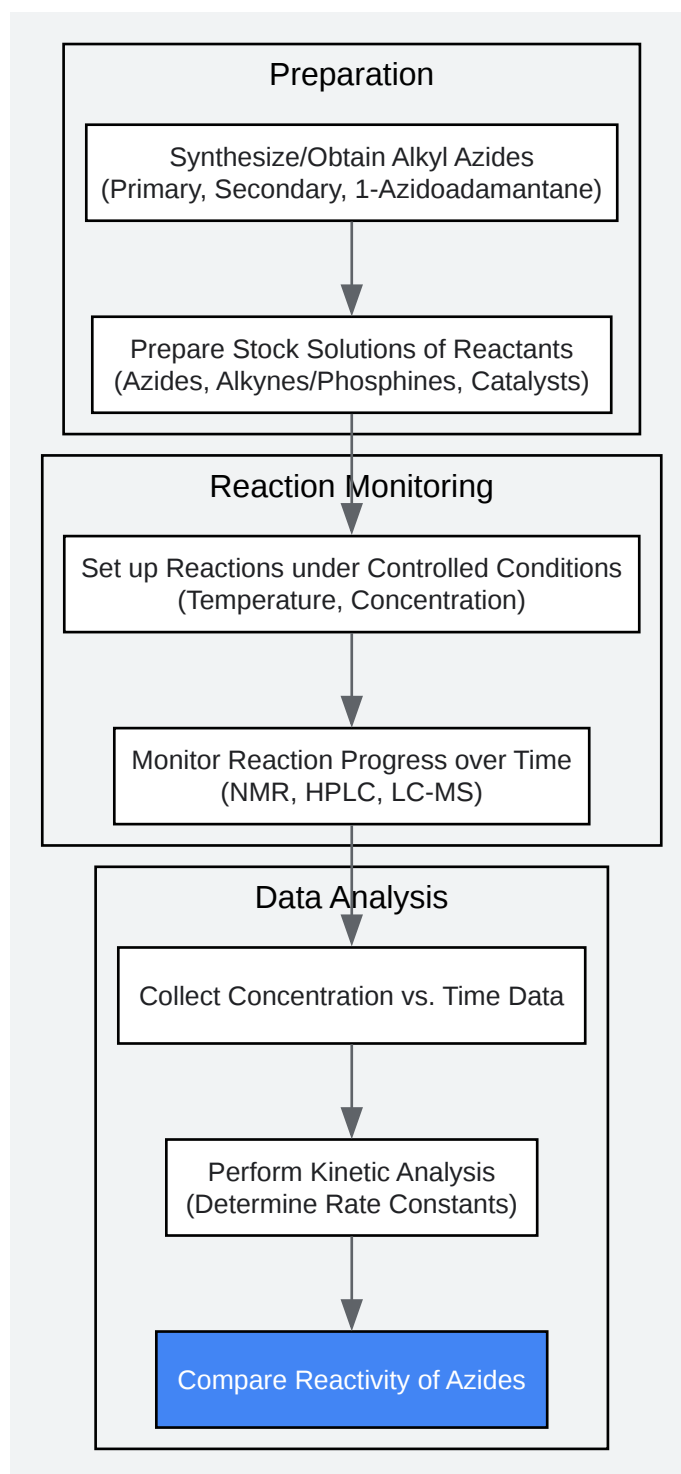 Preparation
Synthesize/Obtain Alkyl Azides
(Primary, Secondary, 1-Azidoadamantane)
Prepare Stock Solutions of Reactants
(Azides, Alkynes/Phosphines, Catalysts)
Reaction Monitoring
Set up Reactions under Controlled Conditions
(Temperature, Concentration)
Monitor Reaction Progress over Time
(NMR, HPLC, LC-MS)
Data Analysis
Collect Concentration vs. Time Data
Perform Kinetic Analysis
(Determine Rate Constants)
Compare Reactivity of Azides